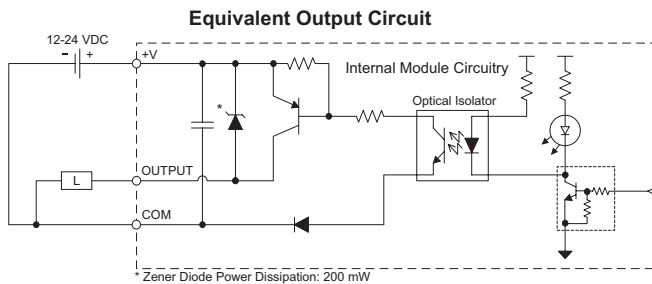 Equivalent Output Circuit
12-24 VDC
- +
+V
Internal Module Circuitry
Optical Isolator
*
OUTPUT
L
COM
* Zener Diode Power Dissipation: 200 mW